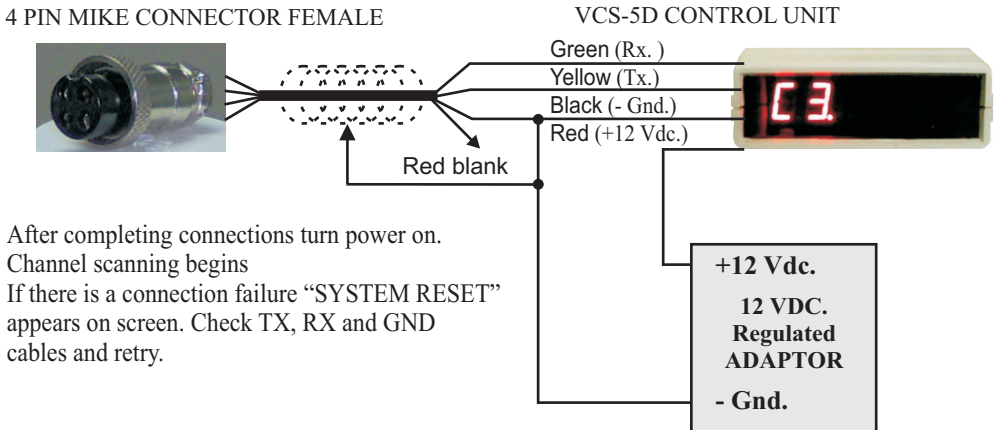 4 PIN MIKE CONNECTOR FEMALE
VCS-5D CONTROL UNIT
Green (Rx. )
Yellow (Tx.)
Black (- Gnd.)
Red (+12 Vdc.)
C3.
Red blank
After completing connections turn power on.
Channel scanning begins
If there is a connection failure “SYSTEM RESET”
appears on screen. Check TX, RX and GND
cables and retry.
+12 Vdc.
12 VDC.
Regulated
ADAPTOR
- Gnd.